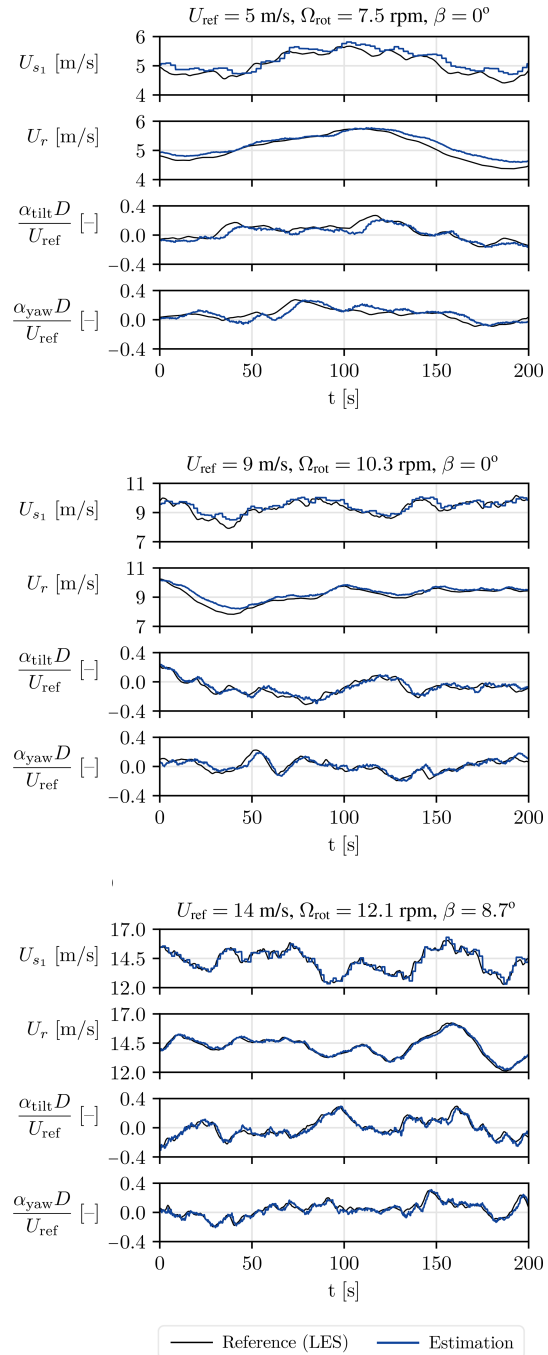 U_ref = 5 m/s, Ω_rot = 7.5 rpm, β = 0°
U_s₁ [m/s]
6
5
4
U_r [m/s]
6
5
4
α_tilt D / U_ref [–]
0.4
0.0
−0.4
α_yaw D / U_ref [–]
0.4
0.0
−0.4
0 50 100 150 200
t [s]
U_ref = 9 m/s, Ω_rot = 10.3 rpm, β = 0°
U_s₁ [m/s]
11
9
7
U_r [m/s]
11
9
7
α_tilt D / U_ref [–]
0.4
0.0
−0.4
α_yaw D / U_ref [–]
0.4
0.0
−0.4
0 50 100 150 200
t [s]
U_ref = 14 m/s, Ω_rot = 12.1 rpm, β = 8.7°
U_s₁ [m/s]
17.0
14.5
12.0
U_r [m/s]
17.0
14.5
12.0
α_tilt D / U_ref [–]
0.4
0.0
−0.4
α_yaw D / U_ref [–]
0.4
0.0
−0.4
0 50 100 150 200
t [s]
Reference (LES) Estimation